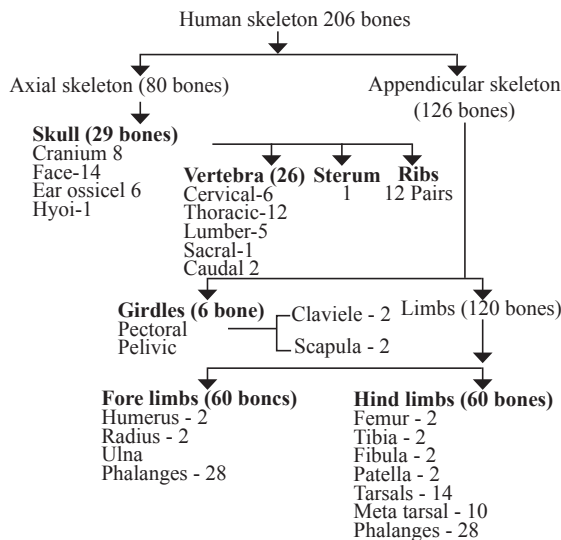 Human skeleton 206 bones
Axial skeleton (80 bones)
Appendicular skeleton
(126 bones)
Skull (29 bones)
Cranium 8
Face-14
Ear ossicel 6
Hyoi-1
Vertebra (26)
Cervical-6
Thoracic-12
Lumber-5
Sacral-1
Caudal 2
Sterum
1
Ribs
12 Pairs
Girdles (6 bone)
Pectoral
Pelivic
Claviele - 2
Scapula - 2
Limbs (120 bones)
Fore limbs (60 boncs)
Humerus - 2
Radius - 2
Ulna
Phalanges - 28
Hind limbs (60 bones)
Femur - 2
Tibia - 2
Fibula - 2
Patella - 2
Tarsals - 14
Meta tarsal - 10
Phalanges - 28